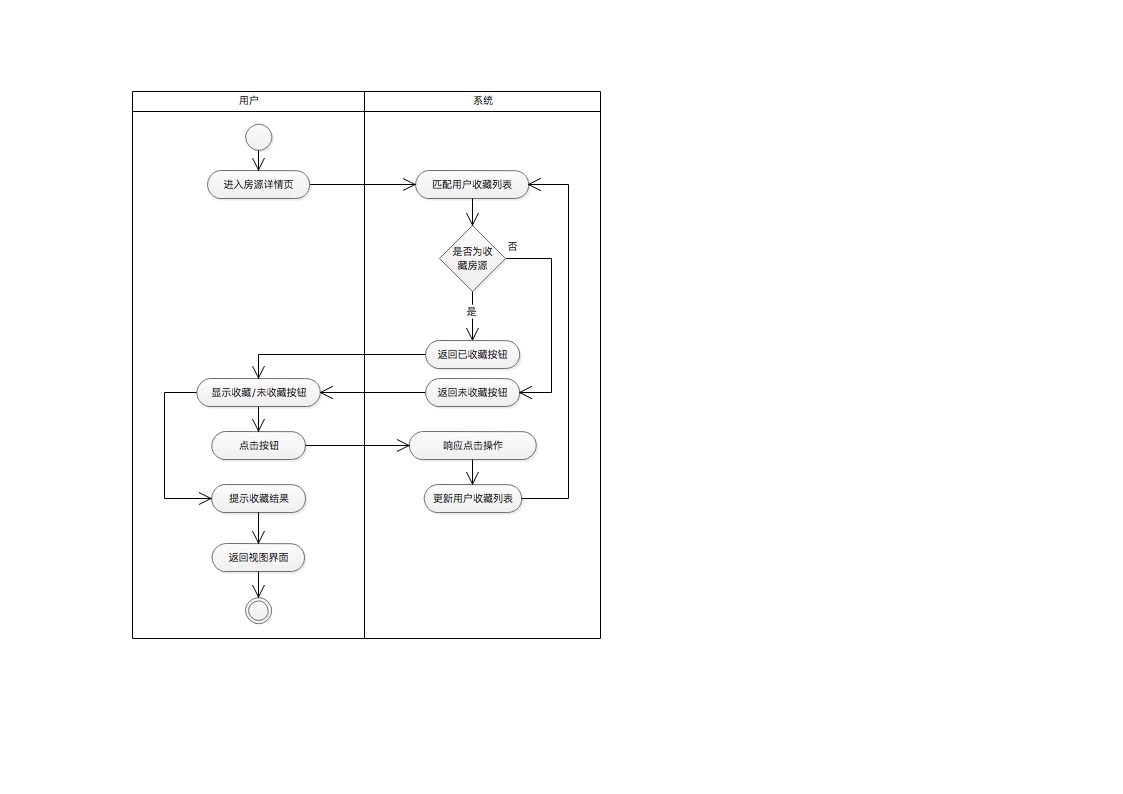 用户
系统
进入房源详情页
匹配用户收藏列表
否
是否为收
藏房源
是
返回已收藏按钮
显示收藏/未收藏按钮
返回未收藏按钮
点击按钮
响应点击操作
提示收藏结果
更新用户收藏列表
返回视图界面